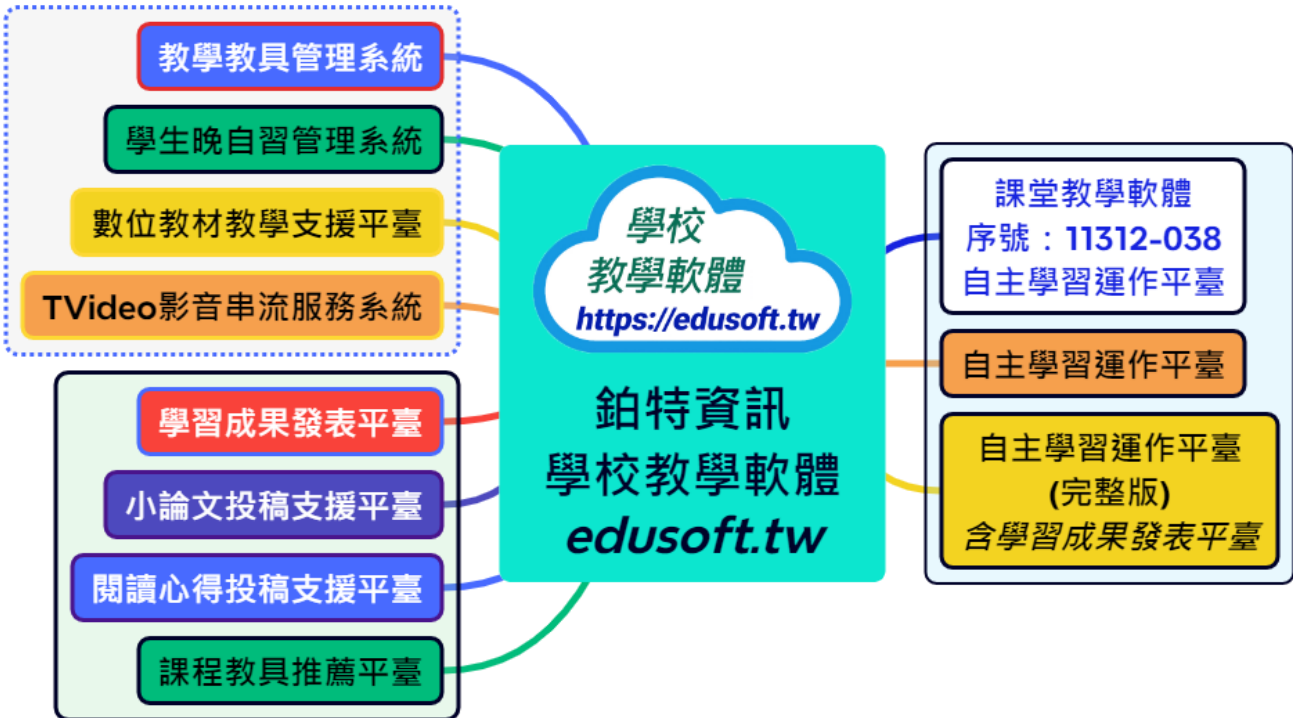 教學教具管理系統
學生晚自習管理系統
數位教材教學支援平臺
TVideo影音串流服務系統
學習成果發表平臺
小論文投稿支援平臺
閱讀心得投稿支援平臺
課程教具推薦平臺
學校
教學軟體
https://edusoft.tw
鉑特資訊
學校教學軟體
edusoft.tw
課堂教學軟體
序號：11312-038
自主學習運作平臺
自主學習運作平臺
自主學習運作平臺
(完整版)
含學習成果發表平臺